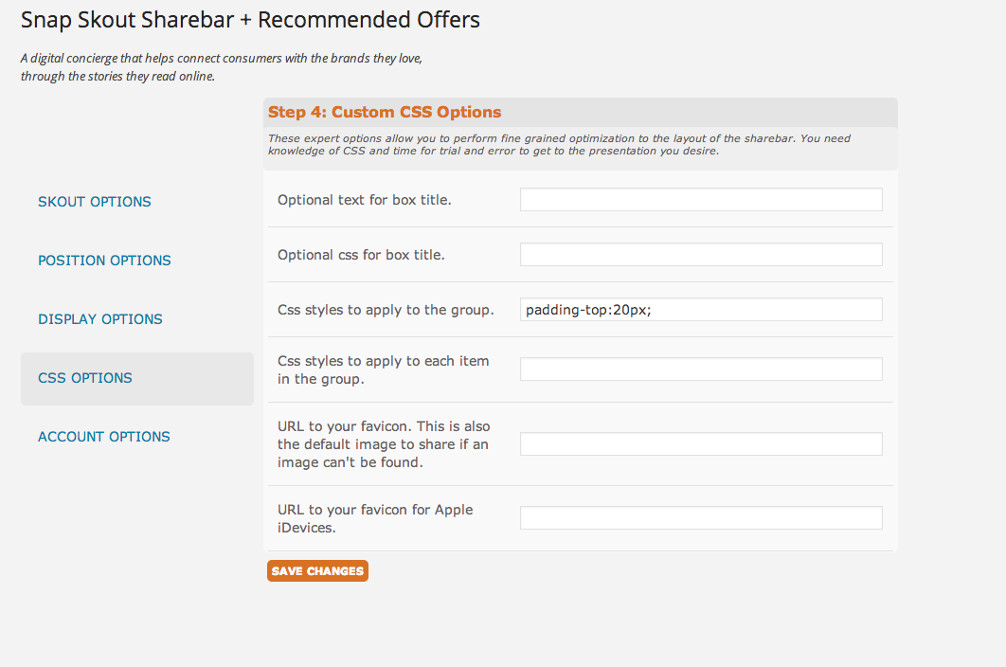 Snap Skout Sharebar + Recommended Offers
A digital concierge that helps connect consumers with the brands they love,
through the stories they read online.
Step 4: Custom CSS Options
These expert options allow you to perform fine grained optimization to the layout of the sharebar. You need
knowledge of CSS and time for trial and error to get to the presentation you desire.
SKOUT OPTIONS
POSITION OPTIONS
DISPLAY OPTIONS
CSS OPTIONS
ACCOUNT OPTIONS
Optional text for box title.
Optional css for box title.
Css styles to apply to the group.
padding-top:20px;
Css styles to apply to each item
in the group.
URL to your favicon. This is also
the default image to share if an
image can't be found.
URL to your favicon for Apple
iDevices.
SAVE CHANGES